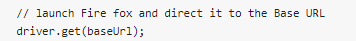 // launch Fire fox and direct it to the Base URL
driver.get(baseUrl);